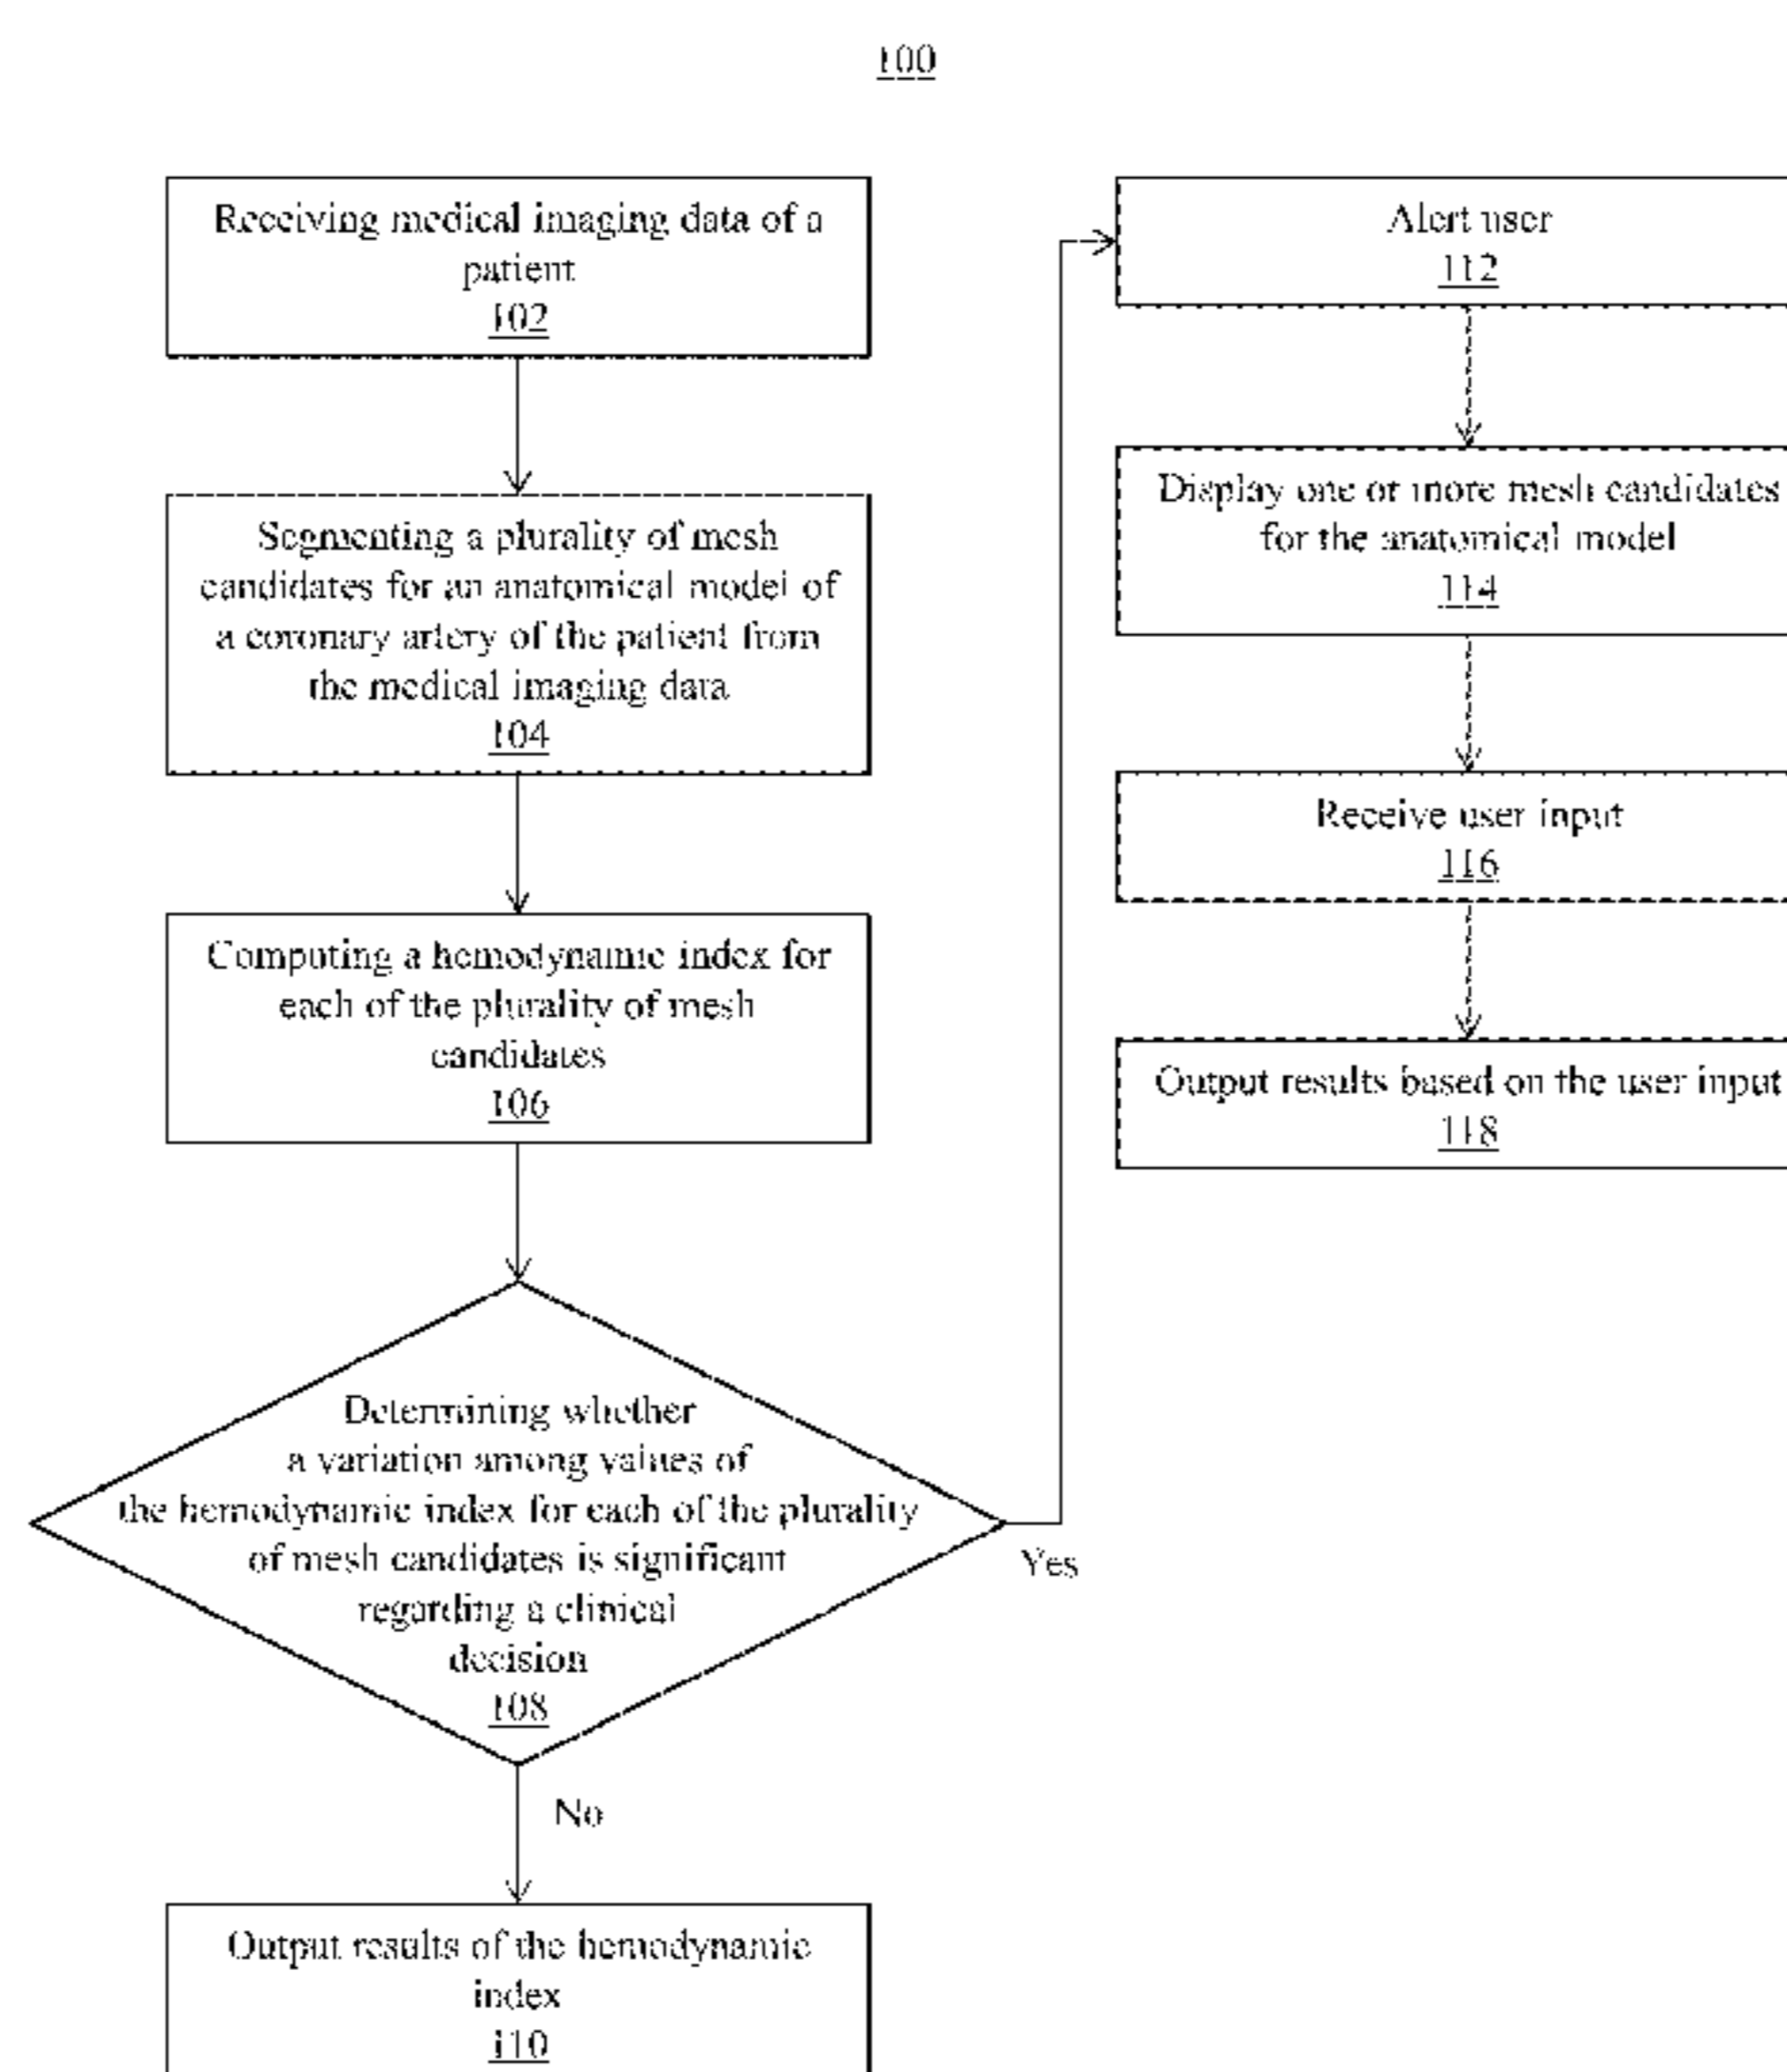 100
Receiving medical imaging data of a
patient
102
Segmenting a plurality of mesh
candidates for an anatomical model of
a coronary artery of the patient from
the medical imaging data
104
Computing a hemodynamic index for
each of the plurality of mesh
candidates
106
Determining whether
a variation among values of
the hemodynamic index for each of the plurality
of mesh candidates is significant
regarding a clinical
decision
108
Yes
No
Output results of the hemodynamic
index
110
Alert user
112
Display one or more mesh candidates
for the anatomical model
114
Receive user input
116
Output results based on the user input
118